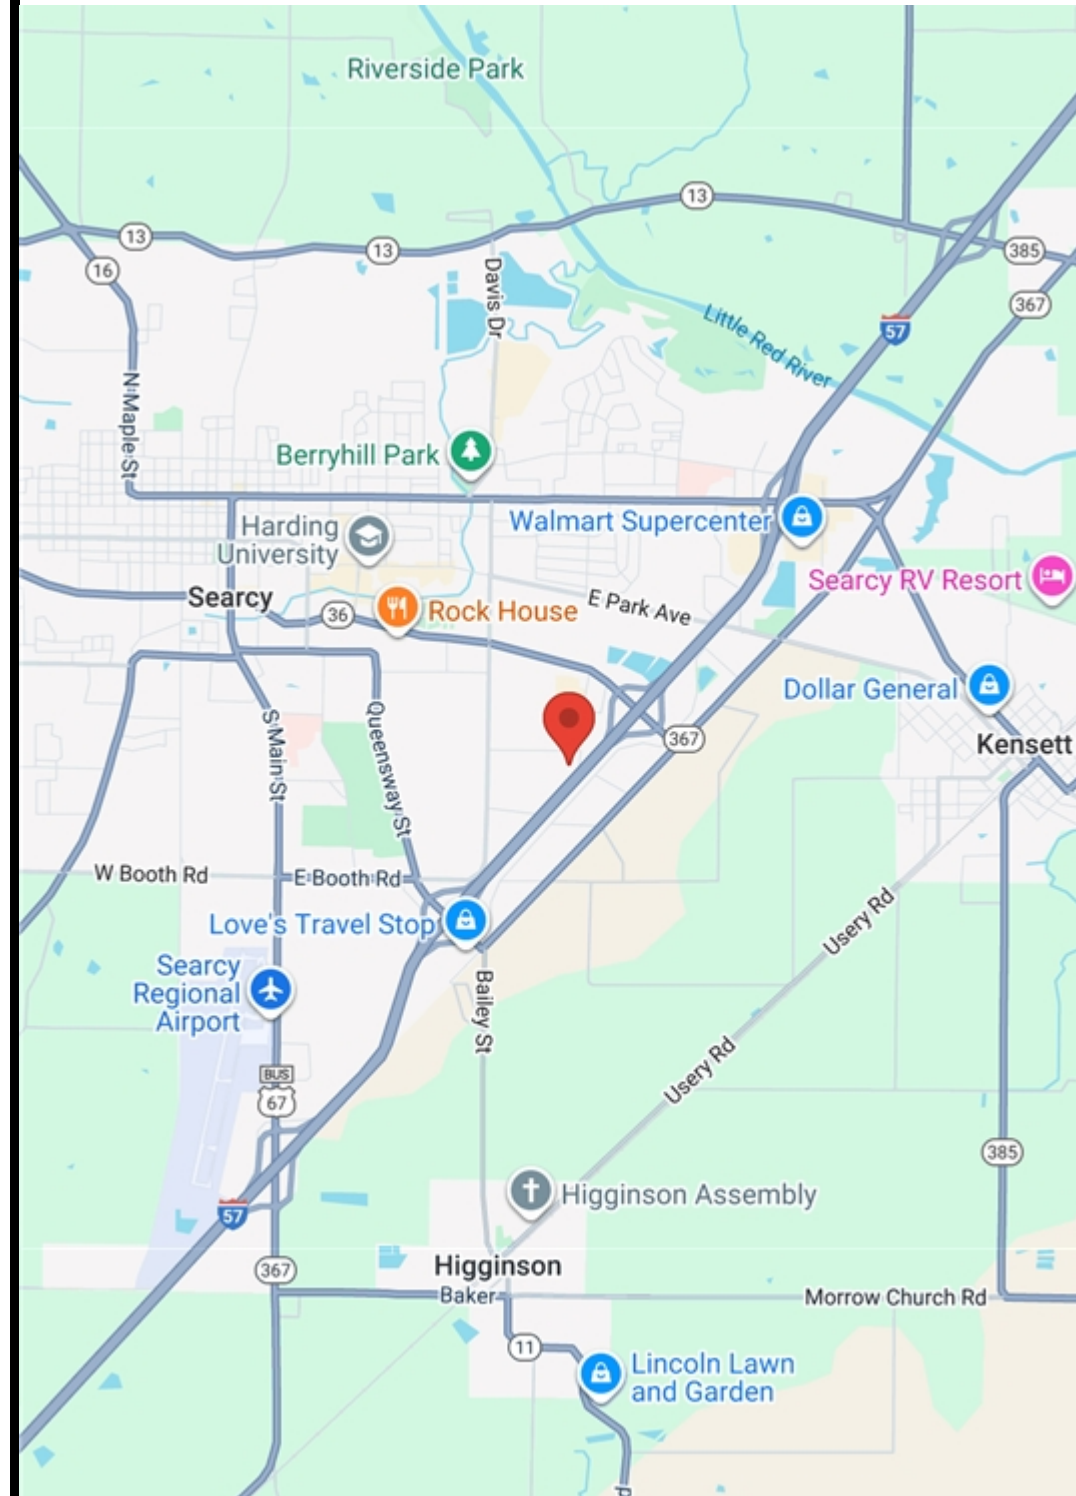 Riverside Park
13
13
13
16
385
367
Davis Dr
57
Little Red River
N Maple St
Berryhill Park
Walmart Supercenter
Harding
University
Searcy RV Resort
Searcy
E Park Ave
36
Rock House
Dollar General
S Main St
Queensway St
367
Kensett
W Booth Rd
E Booth Rd
Love's Travel Stop
Usery Rd
Searcy
Regional
Airport
Bailey St
Usery Rd
BUS
67
385
Higginson Assembly
57
367
Higginson
Baker
Morrow Church Rd
11
Lincoln Lawn
and Garden